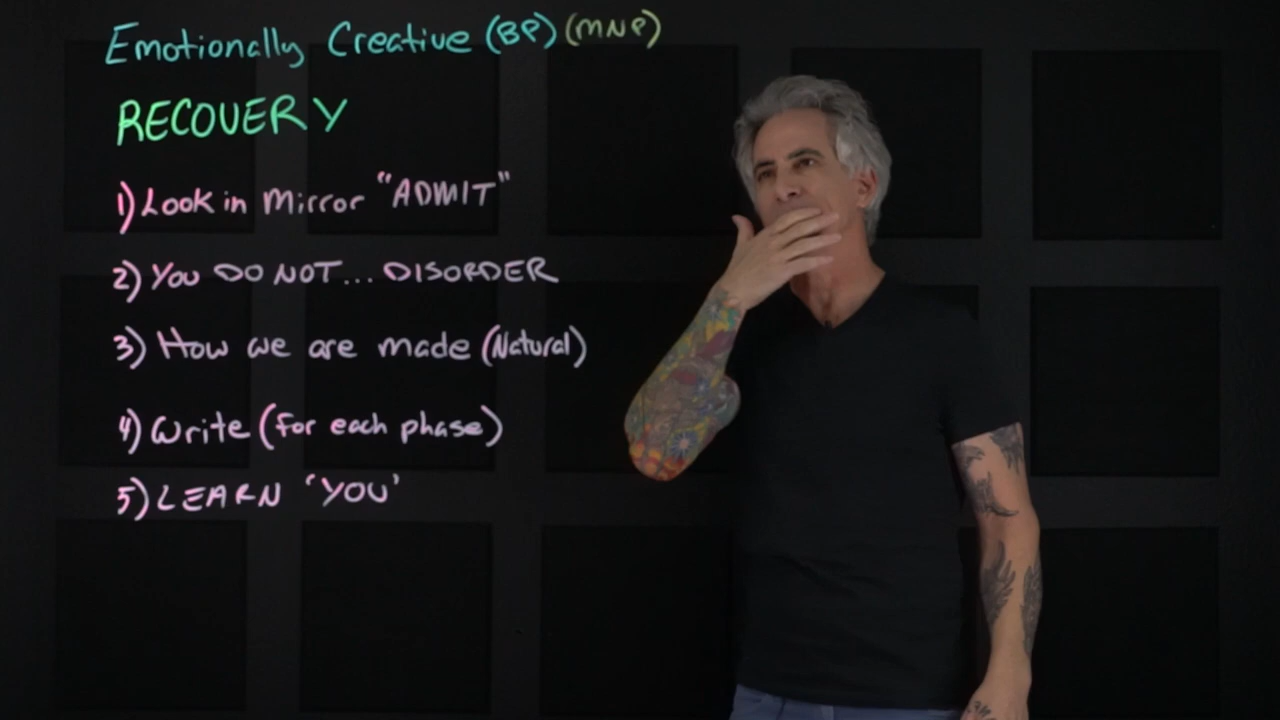 Emotionally Creative (BP) (MNP)
RECOVERY
1) Look in Mirror "ADMIT"
2) You DO NOT... DISORDER
3) How we are made (Natural)
4) Write (for each phase)
5) LEARN 'YOU'